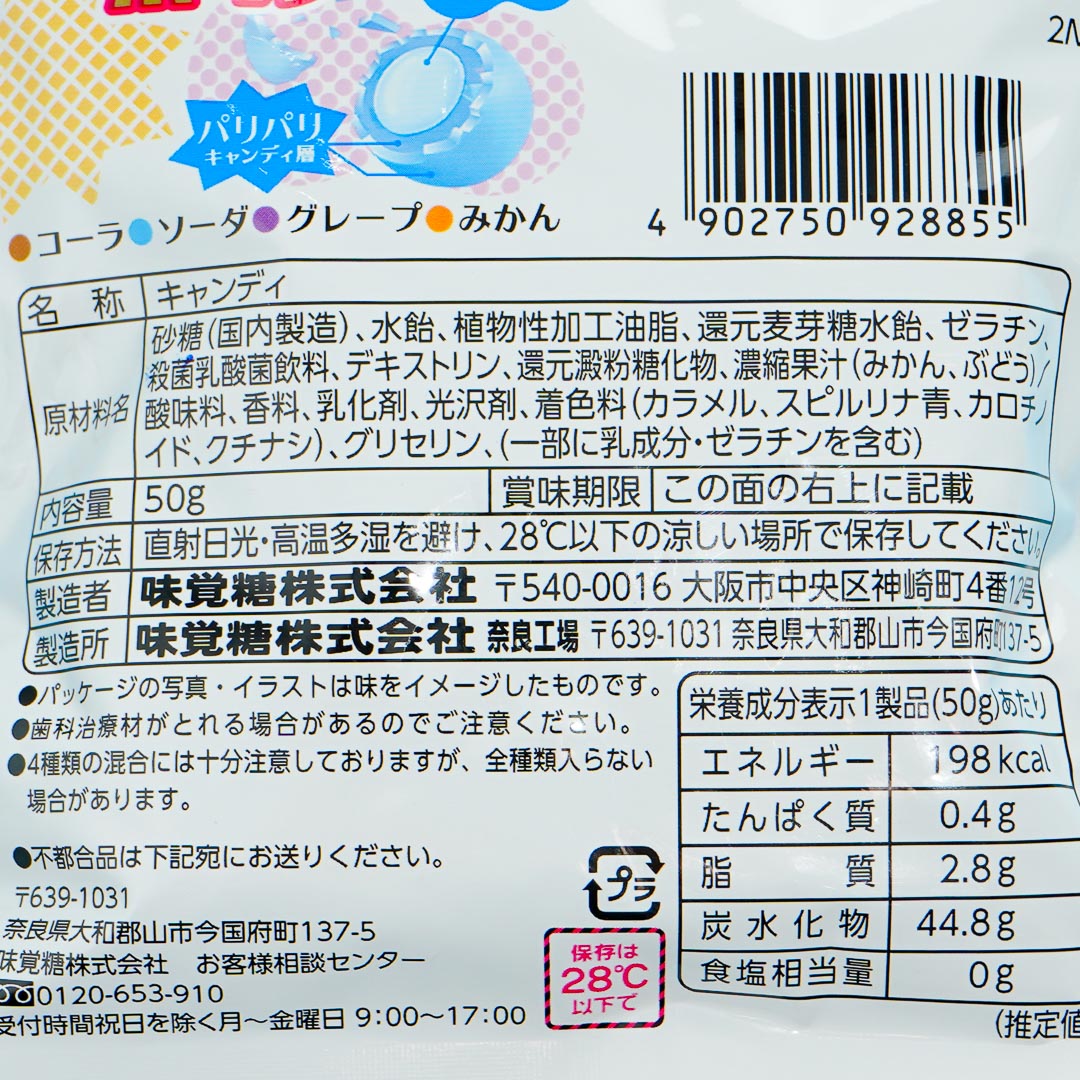 パリパリ
キャンディ層
コーラ ソーダ グレープ みかん
4 902750 928855
名称 キャンディ
原材料名 砂糖(国内製造)、水飴、植物性加工油脂、還元麦芽糖水飴、ゼラチン、
殺菌乳酸菌飲料、デキストリン、還元澱粉糖化物、濃縮果汁(みかん、ぶどう)/
酸味料、香料、乳化剤、光沢剤、着色料(カラメル、スピルリナ青、カロチノ
イド、クチナシ)、グリセリン、(一部に乳成分・ゼラチンを含む)
内容量 50g 賞味期限 この面の右上に記載
保存方法 直射日光・高温多湿を避け、28℃以下の涼しい場所で保存してください。
製造者 味覚糖株式会社 〒540-0016 大阪市中央区神崎町4番12号
製造所 味覚糖株式会社 奈良工場 〒639-1031 奈良県大和郡山市今国府町137-5
●パッケージの写真・イラストは味をイメージしたものです。
●歯科治療材がとれる場合があるのでご注意ください。
●4種類の混合には十分注意しておりますが、全種類入らない
場合があります。
●不都合品は下記宛にお送りください。
〒639-1031
奈良県大和郡山市今国府町137-5
味覚糖株式会社 お客様相談センター
0120-653-910
受付時間祝日を除く月〜金曜日 9:00〜17:00
プラ
保存は
28℃
以下で
栄養成分表示1製品(50g)あたり
エネルギー 198kcal
たんぱく質 0.4g
脂質 2.8g
炭水化物 44.8g
食塩相当量 0g
(推定値